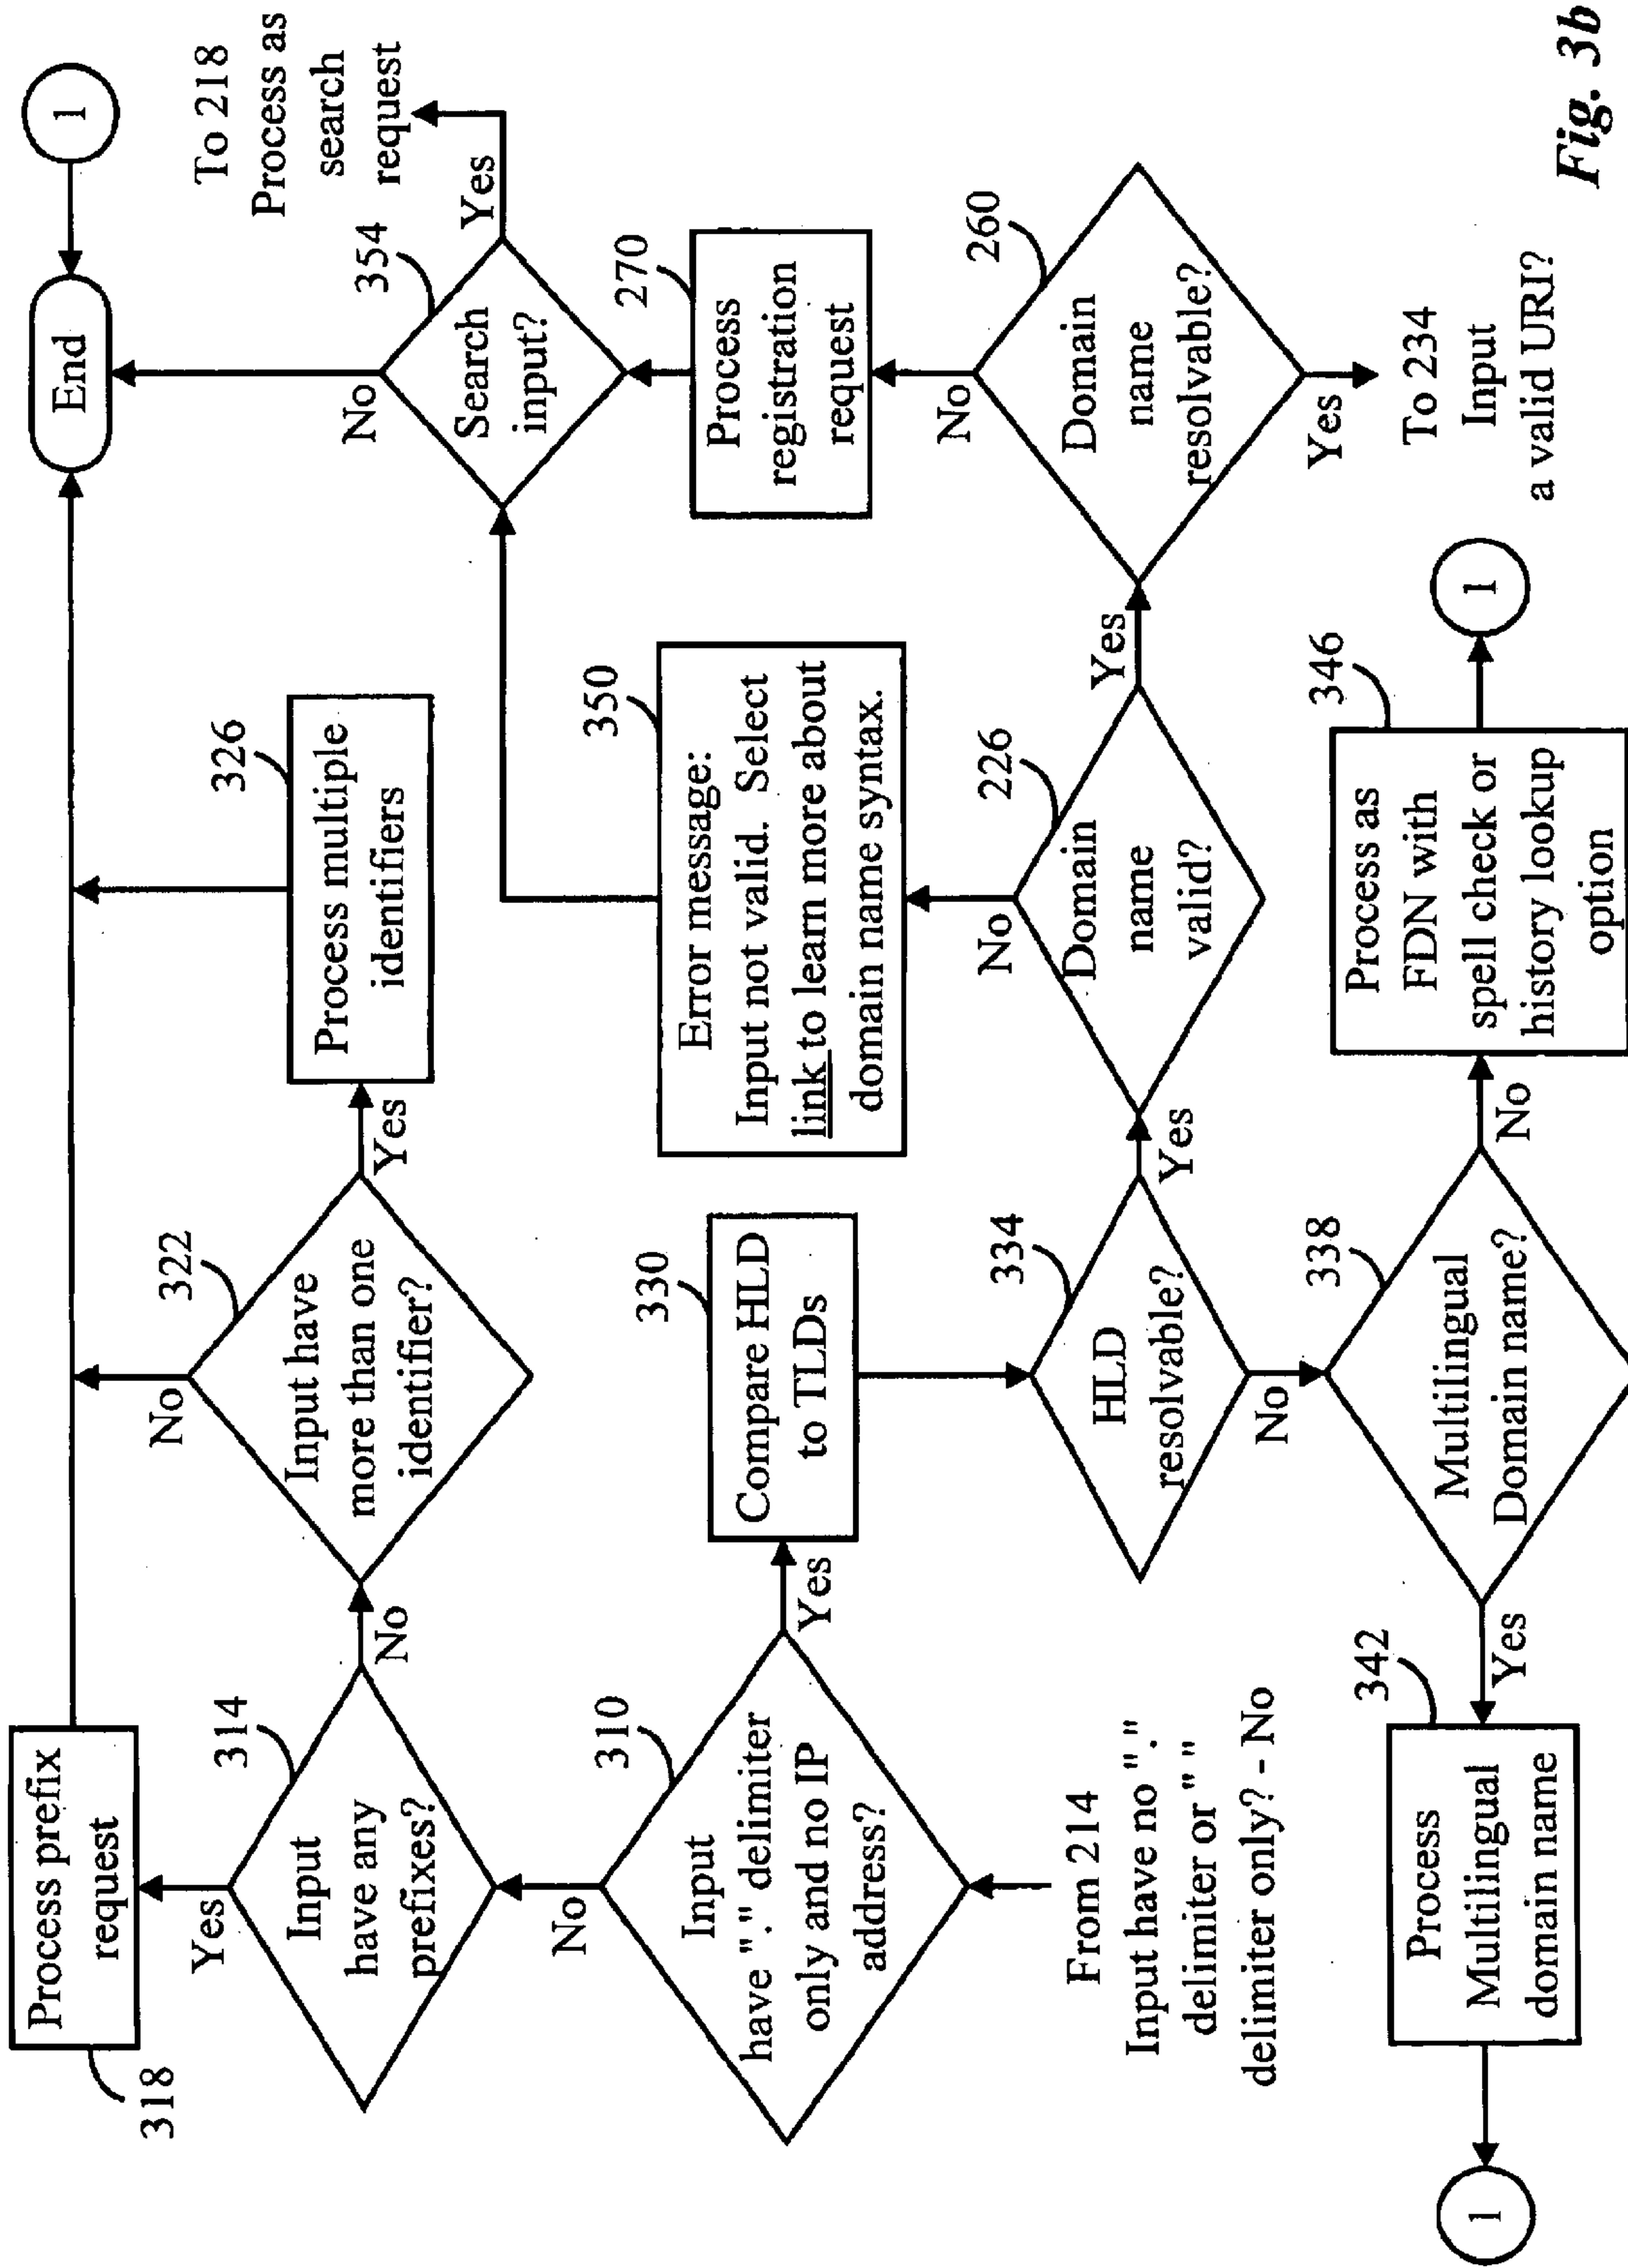 318
Process prefix
request
Yes
314
Input
have any
prefixes?
No
322
Input have
more than one
identifier?
No
Yes
326
Process multiple
identifiers
End
1
310
Input
have "." delimiter
only and no IP
address?
No
Yes
From 214
Input have no "."
delimiter or " "
delimiter only? - No
330
Compare HLD
to TLDs
334
HLD
resolvable?
Yes
No
350
Error message:
Input not valid. Select
link to learn more about
domain name syntax.
226
Domain
name
valid?
No
Yes
354
Search
input?
No
Yes
To 218
Process as
search
request
270
Process
registration
request
260
Domain
name
resolvable?
No
Yes
To 234
Input
a valid URI?
338
Multilingual
Domain name?
Yes
No
342
Process
Multilingual
domain name
1
346
Process as
FDN with
spell check or
history lookup
option
1
Fig. 3b